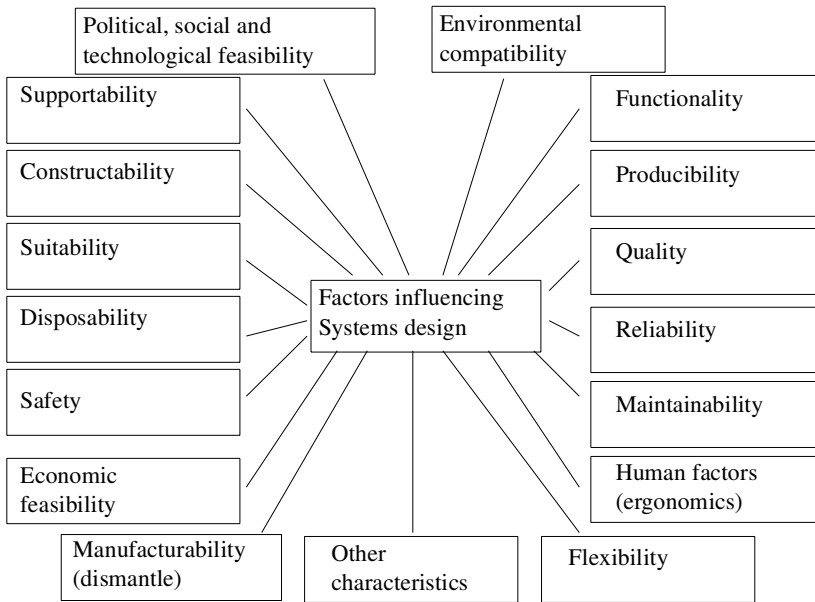 Political, social and
technological feasibility
Environmental
compatibility
Supportability
Functionality
Constructability
Producibility
Suitability
Quality
Factors influencing
Systems design
Disposability
Reliability
Safety
Maintainability
Economic
feasibility
Human factors
(ergonomics)
Manufacturability
(dismantle)
Other
characteristics
Flexibility